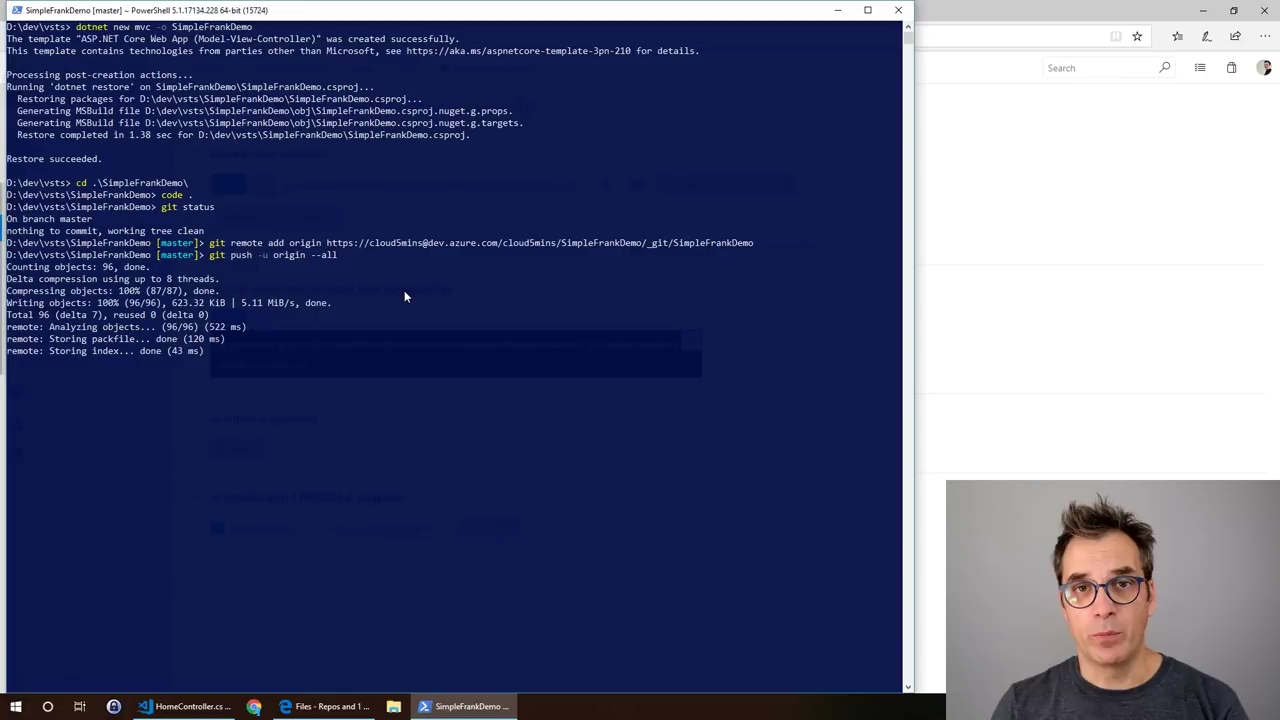 SimpleFrankDemo [master] ~ PowerShell 5.1.17134.228 64-bit (15724)
D:\dev\vsts> dotnet new mvc -o SimpleFrankDemo
The template "ASP.NET Core Web App (Model-View-Controller)" was created successfully.
This template contains technologies from parties other than Microsoft, see https://aka.ms/aspnetcore-template-3pn-210 for details.
Processing post-creation actions...
Running 'dotnet restore' on SimpleFrankDemo\SimpleFrankDemo.csproj...
Restoring packages for D:\dev\vsts\SimpleFrankDemo\SimpleFrankDemo.csproj...
Generating MSBuild file D:\dev\vsts\SimpleFrankDemo\obj\SimpleFrankDemo.csproj.nuget.g.props.
Generating MSBuild file D:\dev\vsts\SimpleFrankDemo\obj\SimpleFrankDemo.csproj.nuget.g.targets.
Restore completed in 1.38 sec for D:\dev\vsts\SimpleFrankDemo\SimpleFrankDemo.csproj.
Restore succeeded.
D:\dev\vsts> cd .\SimpleFrankDemo\
D:\dev\vsts\SimpleFrankDemo> code .
D:\dev\vsts\SimpleFrankDemo> git status
On branch master
nothing to commit, working tree clean
D:\dev\vsts\SimpleFrankDemo [master]> git remote add origin https://cloud5mins@dev.azure.com/cloud5mins/SimpleFrankDemo/_git/SimpleFrankDemo
D:\dev\vsts\SimpleFrankDemo [master]> git push -u origin --all
Counting objects: 96, done.
Delta compression using up to 8 threads.
Compressing objects: 100% (87/87), done.
Writing objects: 100% (96/96), 623.32 KiB | 5.11 MiB/s, done.
Total 96 (delta 7), reused 0 (delta 0)
remote: Analyzing objects... (96/96) (522 ms)
remote: Storing packfile... done (120 ms)
remote: Storing index... done (43 ms)
Search
HomeController.cs ...
Files - Repos and 1 ...
SimpleFrankDemo ...